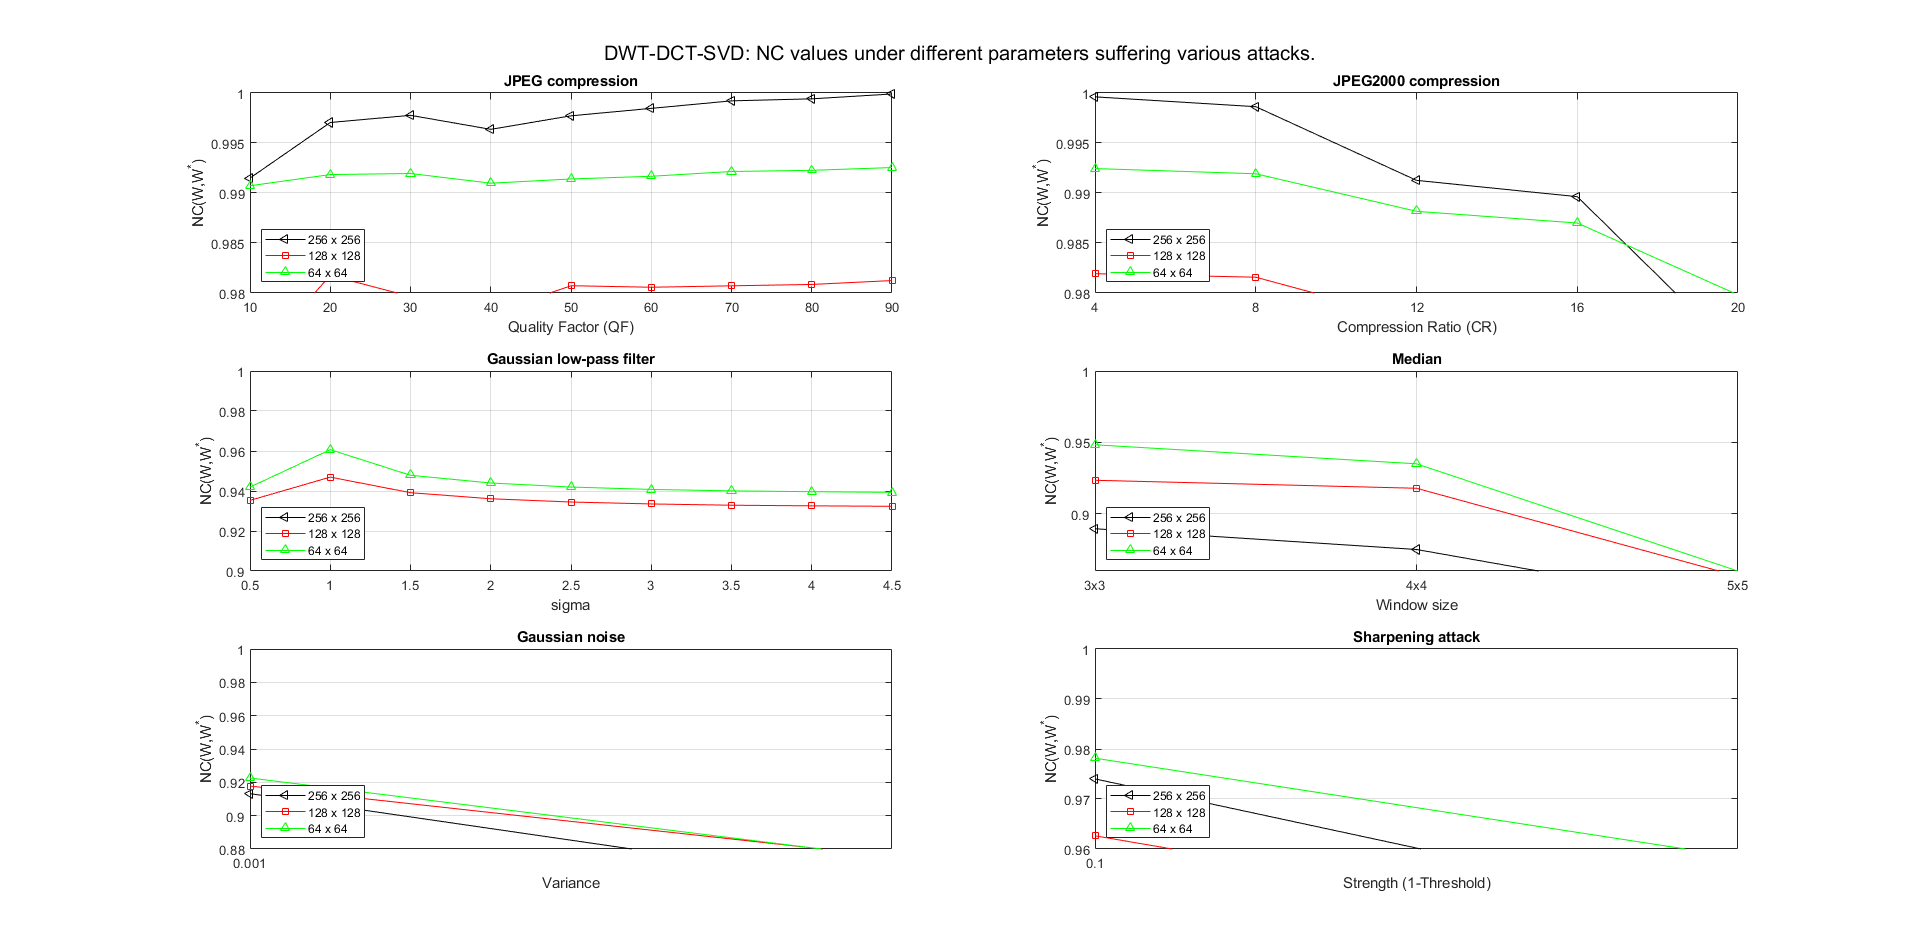 DWT-DCT-SVD: NC values under different parameters suffering various attacks.
JPEG compression
NC(W,W*)
1
0.995
0.99
0.985
0.98
256 x 256
128 x 128
64 x 64
10 20 30 40 50 60 70 80 90
Quality Factor (QF)
JPEG2000 compression
NC(W,W*)
1
0.995
0.99
0.985
0.98
256 x 256
128 x 128
64 x 64
4 8 12 16 20
Compression Ratio (CR)
Gaussian low-pass filter
NC(W,W*)
1
0.98
0.96
0.94
0.92
0.9
256 x 256
128 x 128
64 x 64
0.5 1 1.5 2 2.5 3 3.5 4 4.5
sigma
Median
NC(W,W*)
1
0.95
0.9
256 x 256
128 x 128
64 x 64
3x3 4x4 5x5
Window size
Gaussian noise
NC(W,W*)
1
0.98
0.96
0.94
0.92
0.9
0.88
256 x 256
128 x 128
64 x 64
0.001
Variance
Sharpening attack
NC(W,W*)
1
0.99
0.98
0.97
0.96
256 x 256
128 x 128
64 x 64
0.1
Strength (1-Threshold)